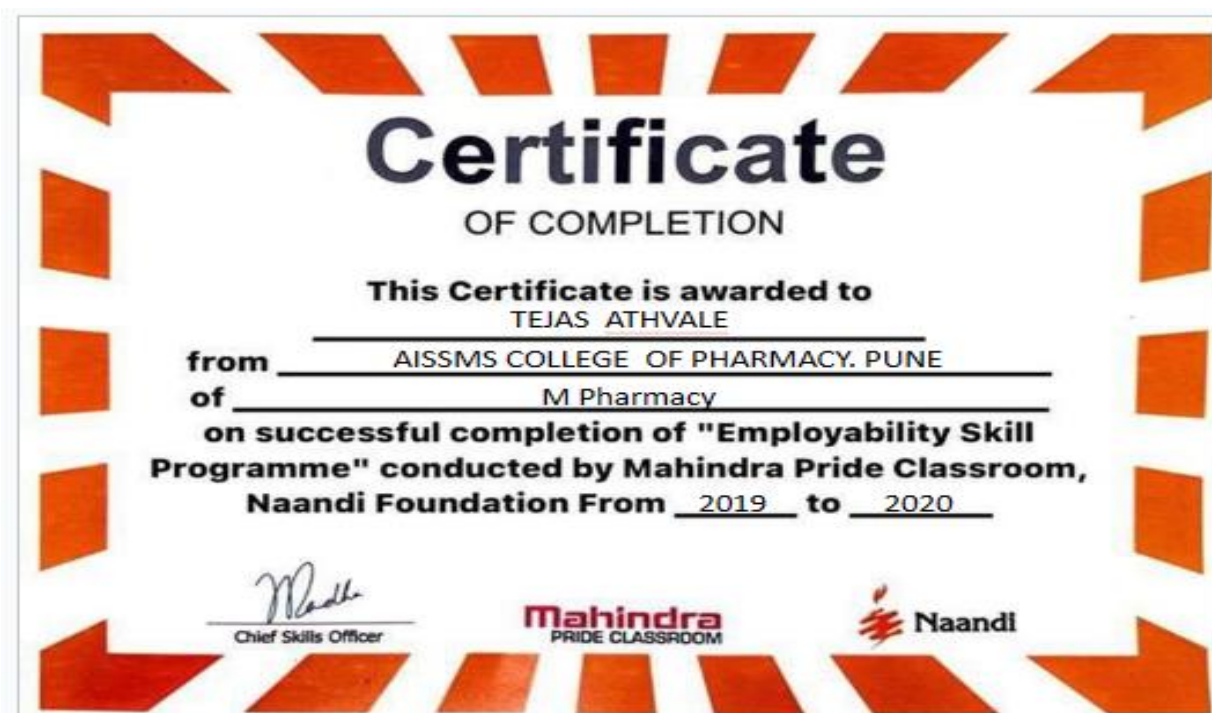 Certificate
OF COMPLETION
This Certificate is awarded to
TEJAS ATHVALE
from AISSMS COLLEGE OF PHARMACY. PUNE
of M Pharmacy
on successful completion of "Employability Skill
Programme" conducted by Mahindra Pride Classroom,
Naandi Foundation From 2019 to 2020
Chief Skills Officer
Mahindra
PRIDE CLASSROOM
Naandi